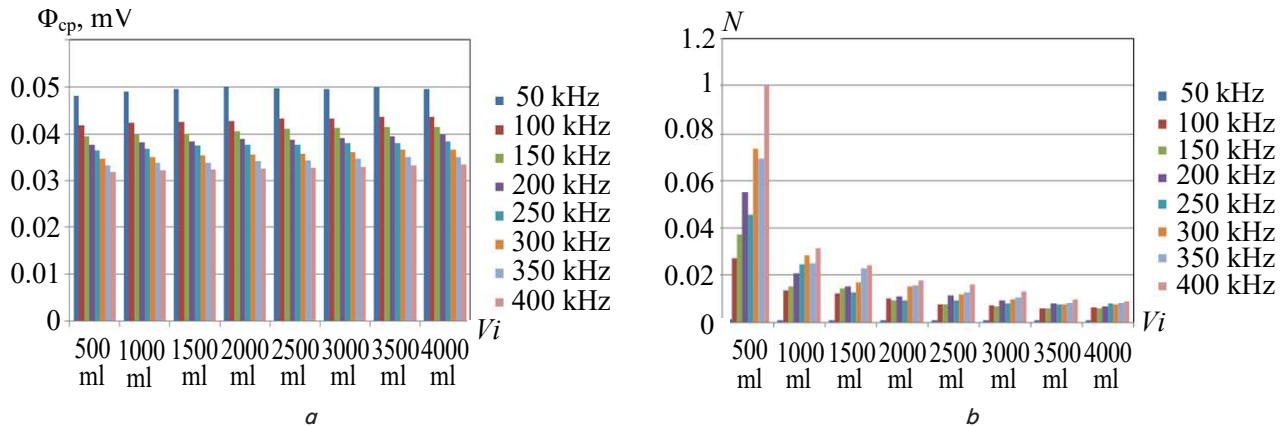 Φcp, mV
0.05
0.04
0.03
0.02
0.01
0
Vi
500 ml
1000 ml
1500 ml
2000 ml
2500 ml
3000 ml
3500 ml
4000 ml
50 kHz
100 kHz
150 kHz
200 kHz
250 kHz
300 kHz
350 kHz
400 kHz
a
N
1.2
1
0.08
0.06
0.04
0.02
0
Vi
500 ml
1000 ml
1500 ml
2000 ml
2500 ml
3000 ml
3500 ml
4000 ml
50 kHz
100 kHz
150 kHz
200 kHz
250 kHz
300 kHz
350 kHz
400 kHz
b